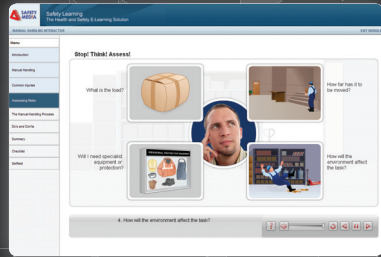 SAFETY
MEDIA
Safety Learning
The Health and Safety E-Learning Solution
MANUAL HANDLING INTERACTIVE
EXIT MODULE
Menu
Introduction
Manual Handling
Common Injuries
Assessing Risks
The Manual Handling Process
Do's and Don'ts
Summary
Checklist
Stop! Think! Assess!
What is the load?
How far has it to
be moved?
Will I need specialist
equipment or
protection?
How will the
environment affect
the task?
4. How will the environment affect the task?